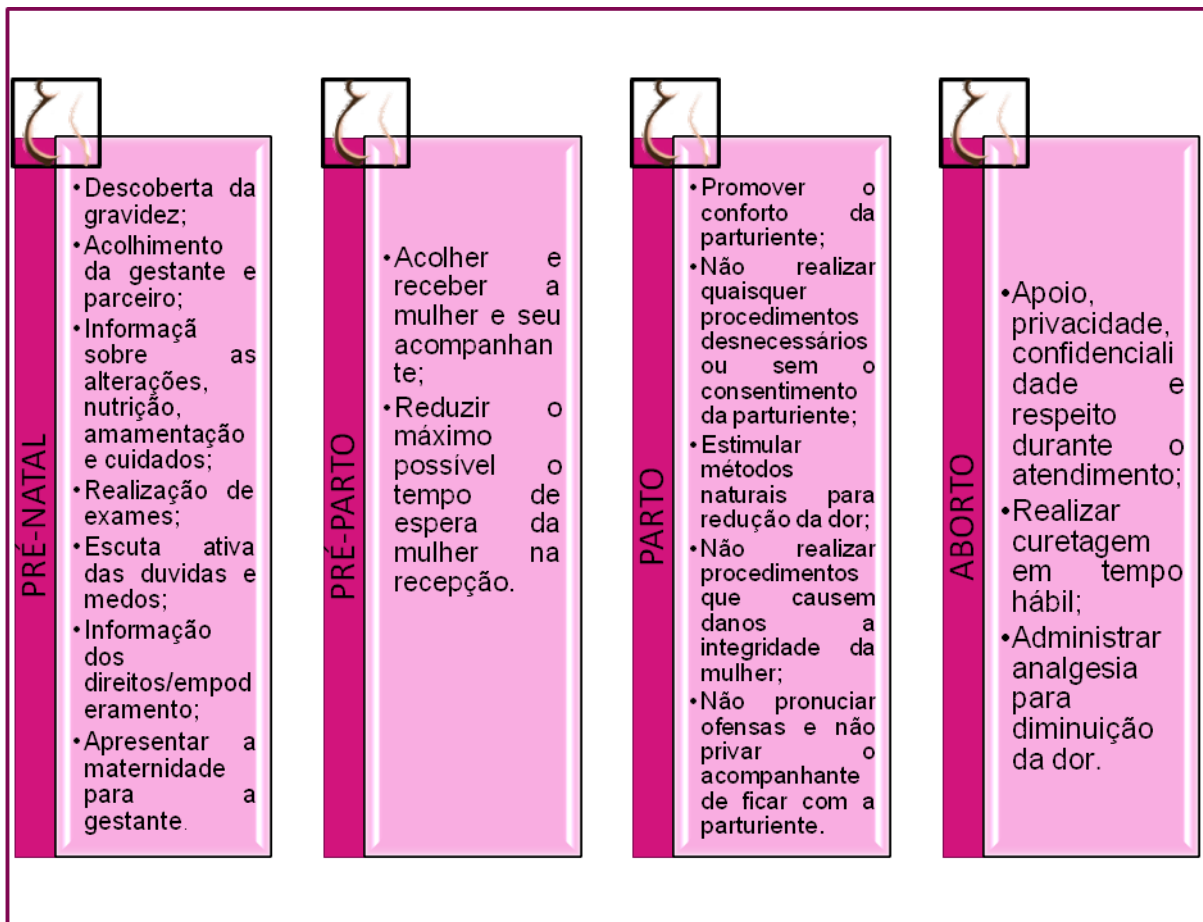 PRÉ-NATAL
•Descoberta da
gravidez;
•Acolhimento
da gestante e
parceiro;
•Informaçã
sobre as
alterações,
nutrição,
amamentação
e cuidados;
•Realização de
exames;
•Escuta ativa
das duvidas e
medos;
•Informação
dos
direitos/empod
eramento;
•Apresentar a
maternidade
para a
gestante.
PRÉ-PARTO
•Acolher e
receber a
mulher e seu
acompanhan
te;
•Reduzir o
máximo
possível o
tempo de
espera da
mulher na
recepção.
PARTO
•Promover o
conforto da
parturiente;
•Não realizar
quaisquer
procedimentos
desnecessários
ou sem o
consentimento
da parturiente;
•Estimular
métodos
naturais para
redução da dor;
•Não realizar
procedimentos
que causem
danos a
integridade da
mulher;
•Não pronuciar
ofensas e não
privar o
acompanhante
de ficar com a
parturiente.
ABORTO
•Apoio,
privacidade,
confidenciali
dade e
respeito
durante o
atendimento;
•Realizar
curetagem
em tempo
hábil;
•Administrar
analgesia
para
diminuição
da dor.